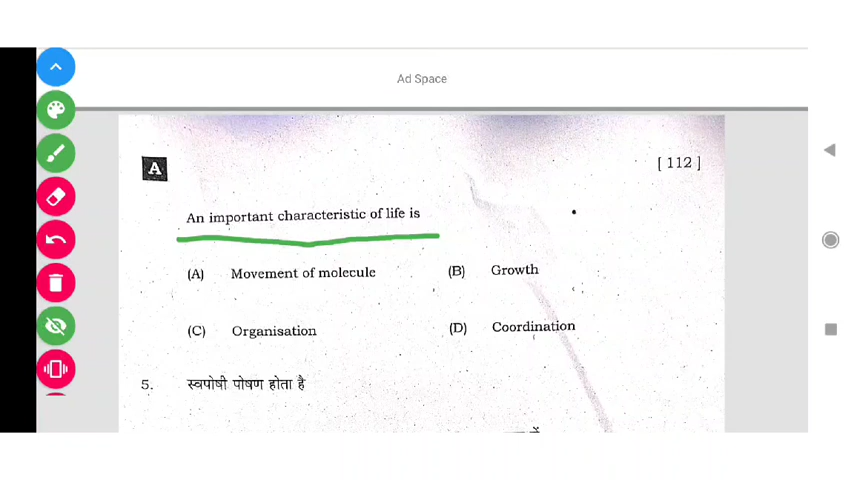 Ad Space
A
[ 112 ]
An important characteristic of life is
(A) Movement of molecule (B) Growth
(C) Organisation (D) Coordination
5. स्वपोषी पोषण होता है